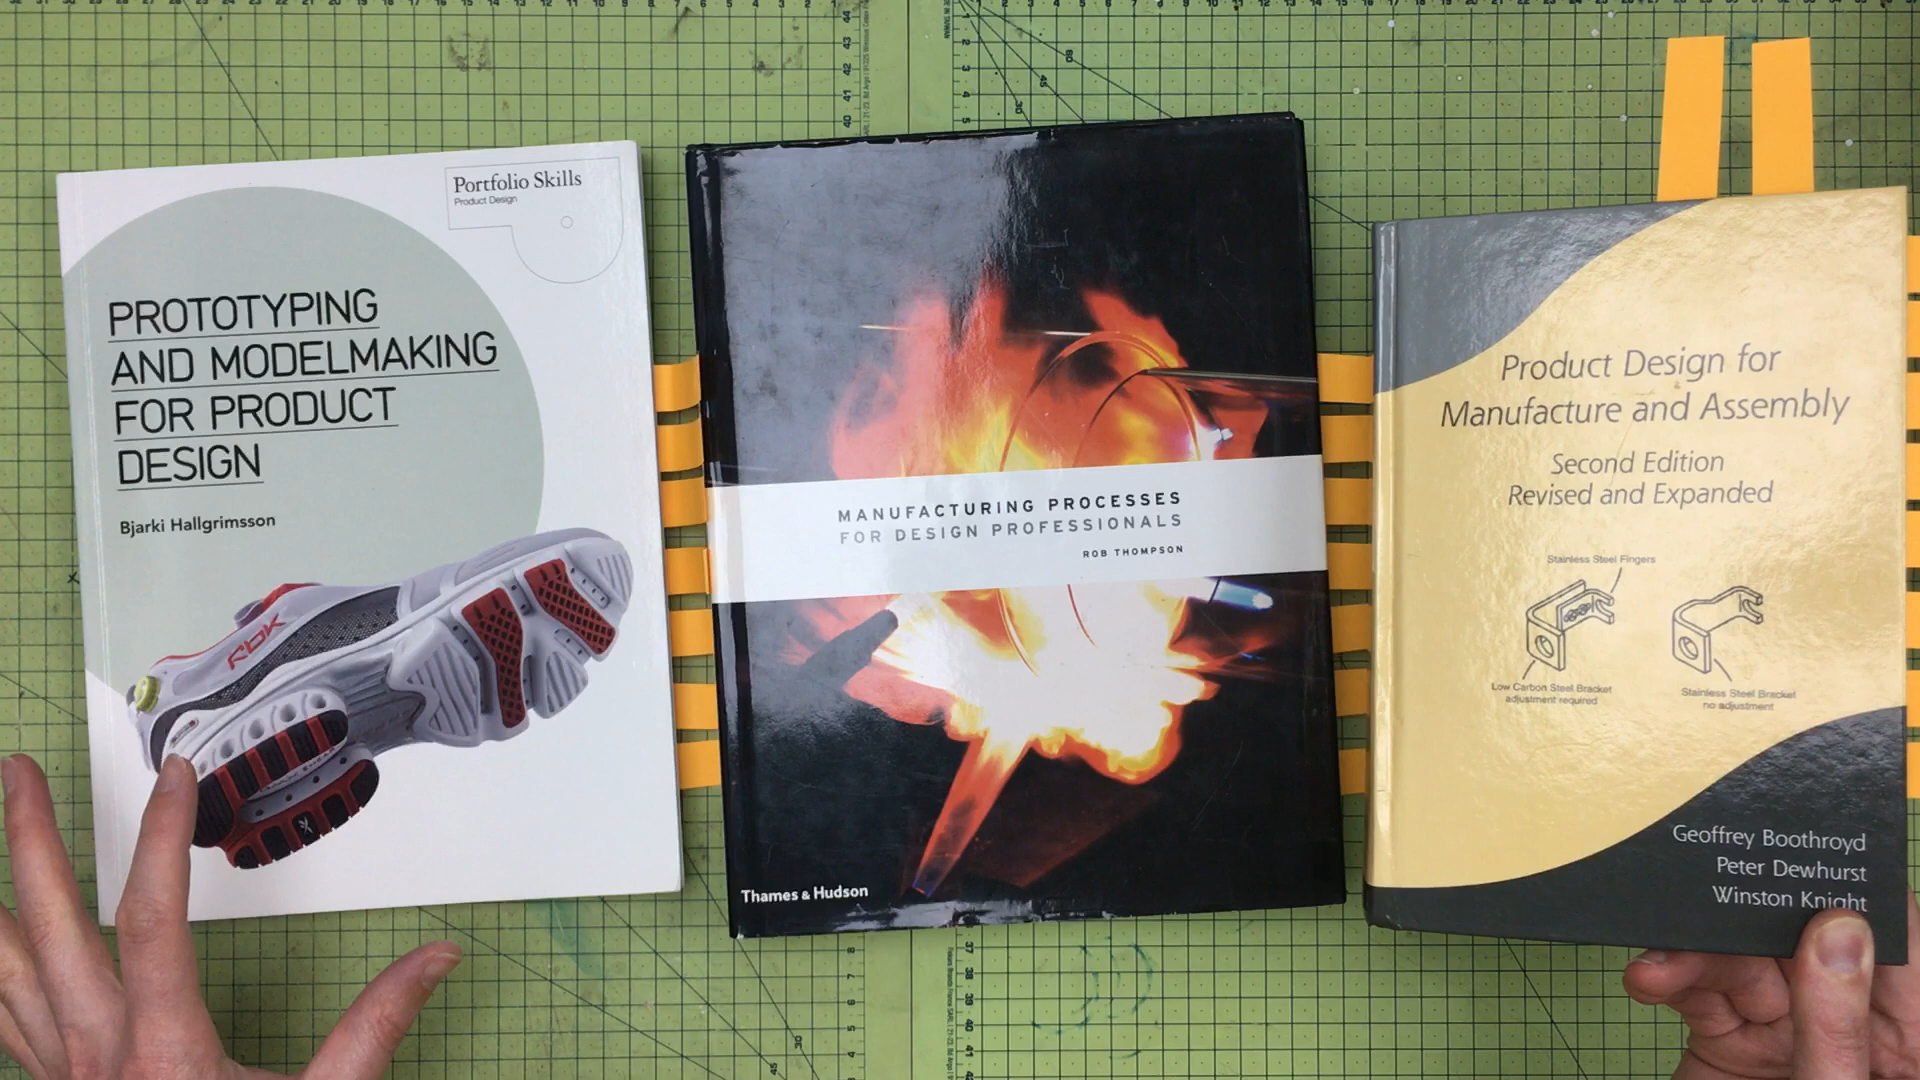 Portfolio Skills
Product Design
PROTOTYPING
AND MODELMAKING
FOR PRODUCT
DESIGN
Bjarki Hallgrimsson
RBK
MANUFACTURING PROCESSES
FOR DESIGN PROFESSIONALS
ROB THOMPSON
Thames & Hudson
Product Design for
Manufacture and Assembly
Second Edition
Revised and Expanded
Stainless Steel Fingers
Low Carbon Steel Bracket
adjustment required
Stainless Steel Bracket
no adjustment
Geoffrey Boothroyd
Peter Dewhurst
Winston Knight